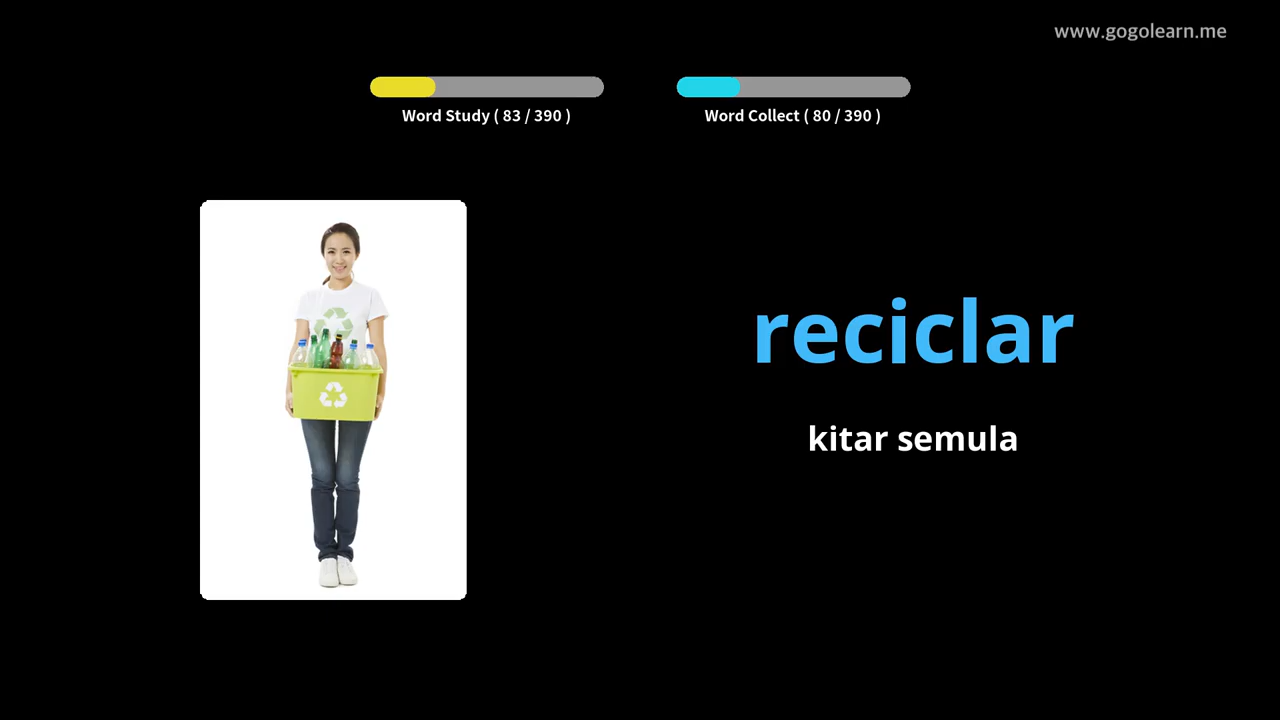 www.gogolearn.me
Word Study ( 83 / 390 )
Word Collect ( 80 / 390 )
reciclar
kitar semula